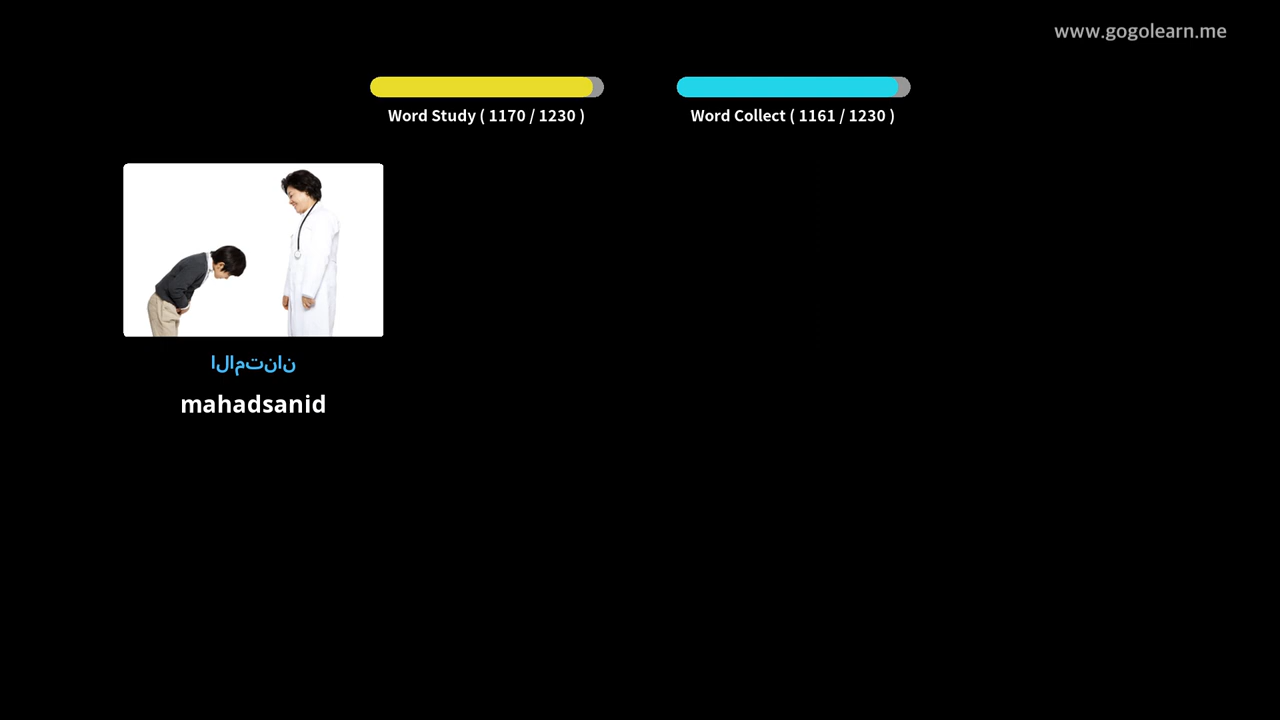 www.gogolearn.me
Word Study ( 1170 / 1230 )
Word Collect ( 1161 / 1230 )
الامتنان
mahadsanid